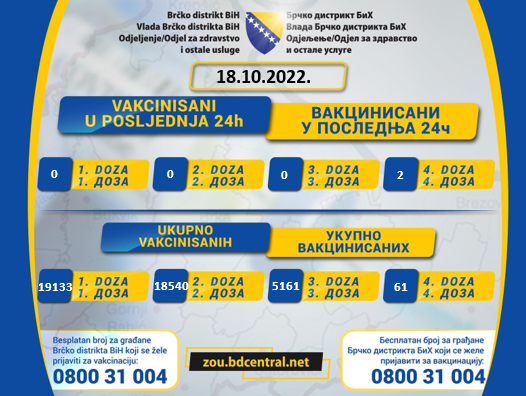 Brčko distrikt BiH
Vlada Brčko distrikta BiH
Odjeljenje/Odjel za zdravstvo
i ostale usluge
Брчко дистрикт БиХ
Влада Брчко дистрикта БиХ
Одјељење/Одјел за здравство
и остале услуге
18.10.2022.
VAKCINISANI
U POSLJEDNJA 24h
ВАКЦИНИСАНИ
У ПОСЛЕДЊА 24ч
0
1. DOZA
1. ДОЗА
0
2. DOZA
2. ДОЗА
0
3. DOZA
3. ДОЗА
2
4. DOZA
4. ДОЗА
UKUPNO
VAKCINISANIH
УКУПНО
ВАКЦИНИСАНИХ
19133
1. DOZA
1. ДОЗА
18540
2. DOZA
2. ДОЗА
5161
3. DOZA
3. ДОЗА
61
4. DOZA
4. ДОЗА
Besplatan broj za građane
Brčko distrikta BiH koji se žele
prijaviti za vakcinaciju:
0800 31 004
zou.bdcentral.net
Бесплатан број за грађане
Брчко дистрикта БиХ који се желе
пријавити за вакцинацију:
0800 31 004